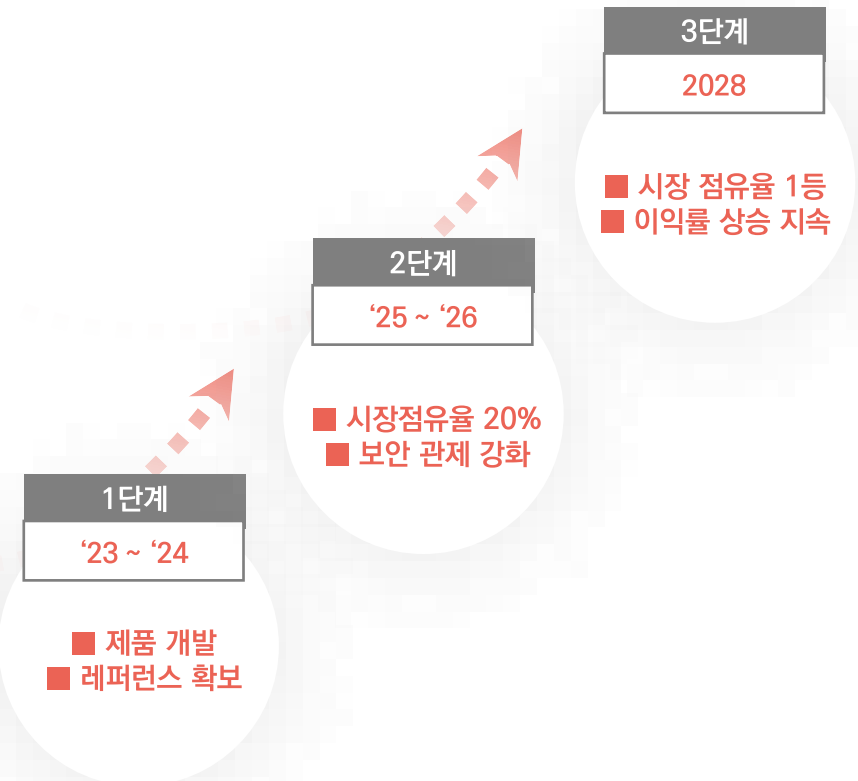 3단계
2028
■ 시장 점유율 1등
■ 이익률 상승 지속
2단계
‘25 ~ ‘26
■ 시장점유율 20%
■ 보안 관제 강화
1단계
‘23 ~ ‘24
■ 제품 개발
■ 레퍼런스 확보